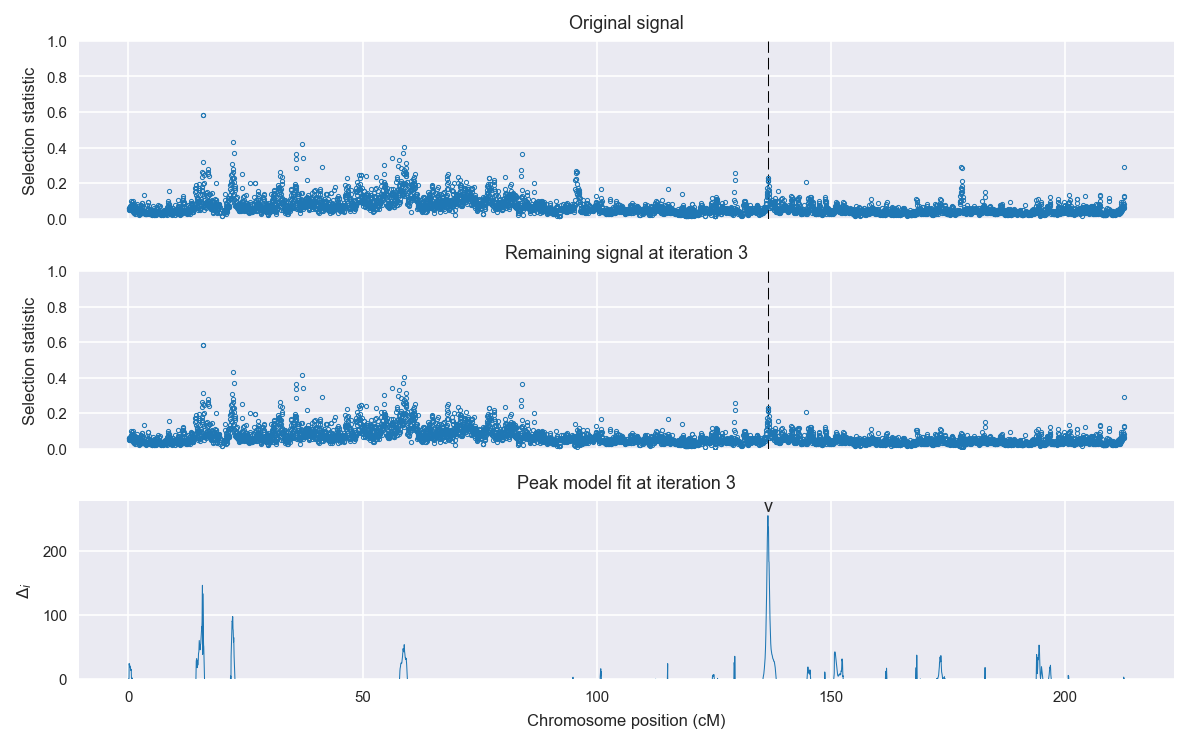 Original signal
1.0
0.8
0.6
0.4
0.2
0.0
Selection statistic
Remaining signal at iteration 3
1.0
0.8
0.6
0.4
0.2
0.0
Selection statistic
Peak model fit at iteration 3
v
200
100
0
Δi
0
50
100
150
200
Chromosome position (cM)